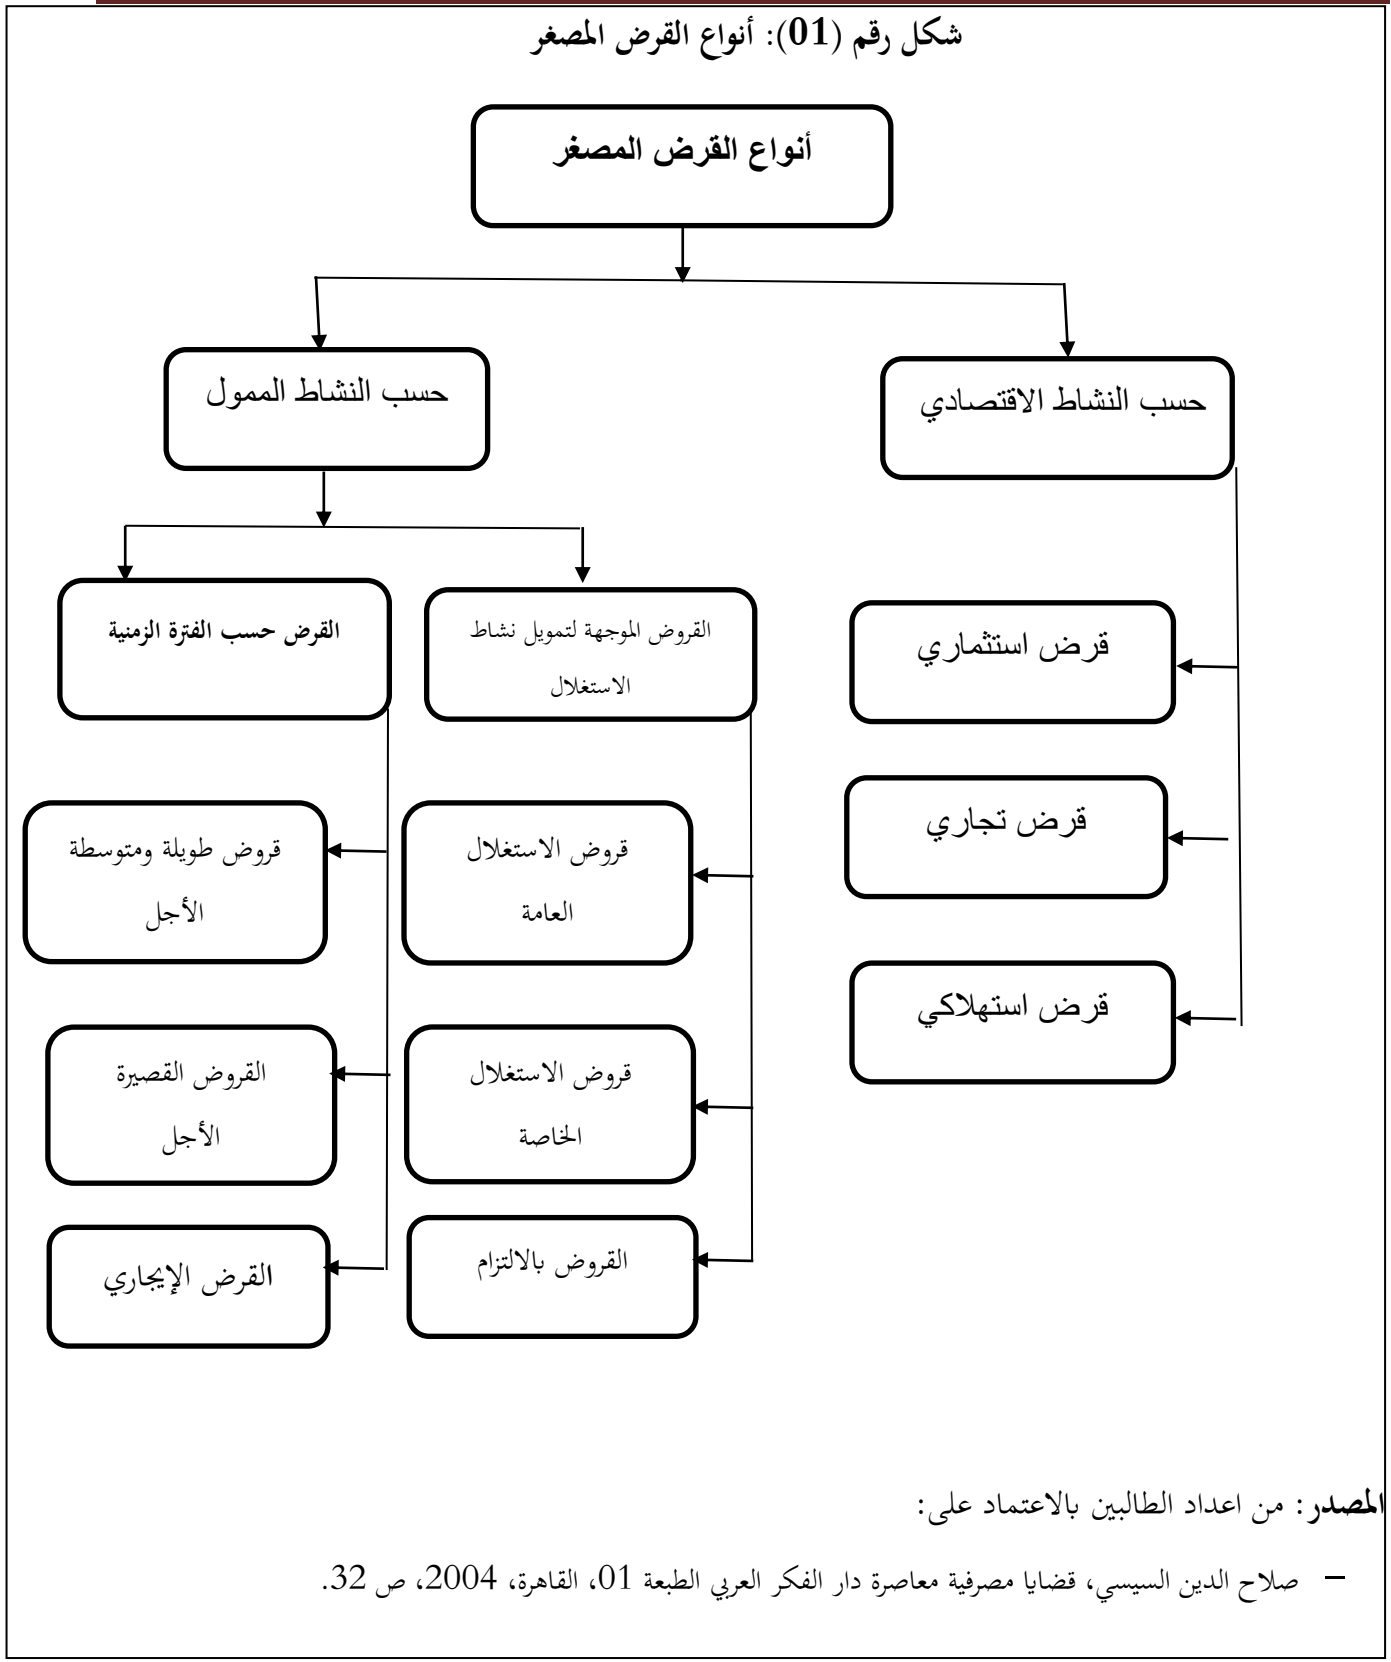 شكل رقم (01): أنواع القرض المصغر
أنواع القرض المصغر
حسب النشاط الاقتصادي
حسب النشاط الممول
قرض استثماري
قرض تجاري
قرض استهلاكي
القروض الموجهة لتمويل نشاط
الاستغلال
القرض حسب الفترة الزمنية
قروض الاستغلال
العامة
قروض الاستغلال
الخاصة
القروض بالالتزام
قروض طويلة ومتوسطة
الأجل
القروض القصيرة
الأجل
القرض الإيجاري
المصدر: من اعداد الطالبين بالاعتماد على:
– صلاح الدين السيسي، قضايا مصرفية معاصرة دار الفكر العربي الطبعة 01، القاهرة، 2004، ص 32.